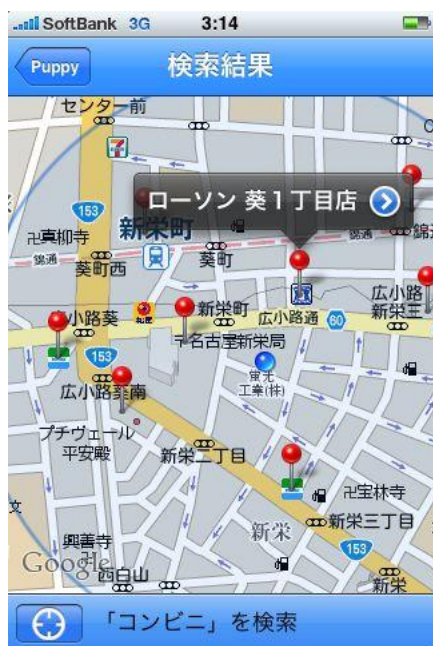 SoftBank 3G 3:14
Puppy
検索結果
センター前
ローソン 葵1丁目店
153
新栄町
卍真柳寺
錦通
葵町西
葵町
錦通
広小路
新栄三
小路葵
新栄町
広小路通
60
〒名古屋新栄局
153
蛍光
工業(株)
広小路葵南
プチヴェール
平安殿
新栄二丁目
卍宝林寺
文
新栄三丁目
新栄
153
興善寺
Google
西白山
新栄
「コンビニ」を検索